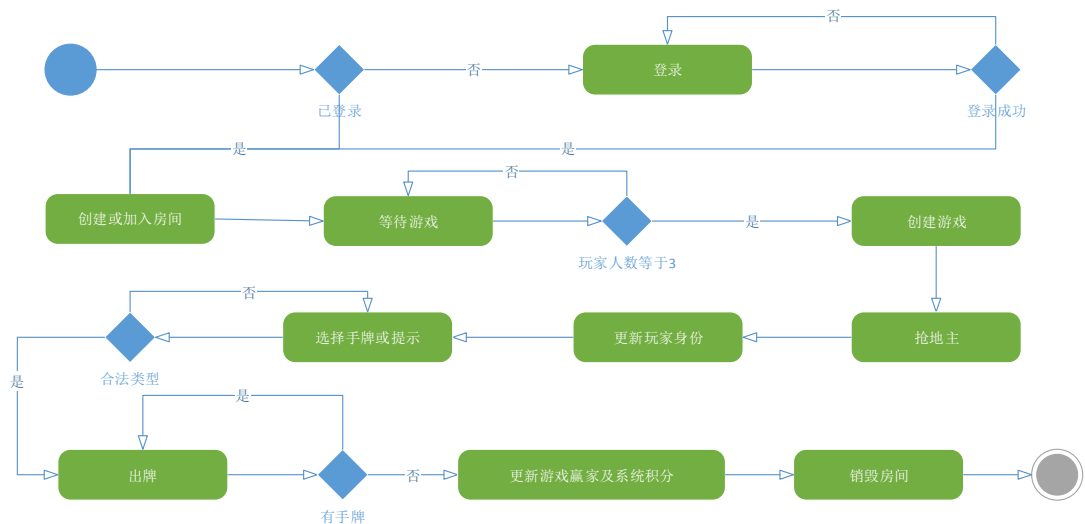 否
否
登录
已登录
登录成功
是
是
否
创建或加入房间
等待游戏
是
创建游戏
玩家人数等于3
否
选择手牌或提示
更新玩家身份
抢地主
合法类型
是
是
出牌
否
更新游戏赢家及系统积分
销毁房间
有手牌